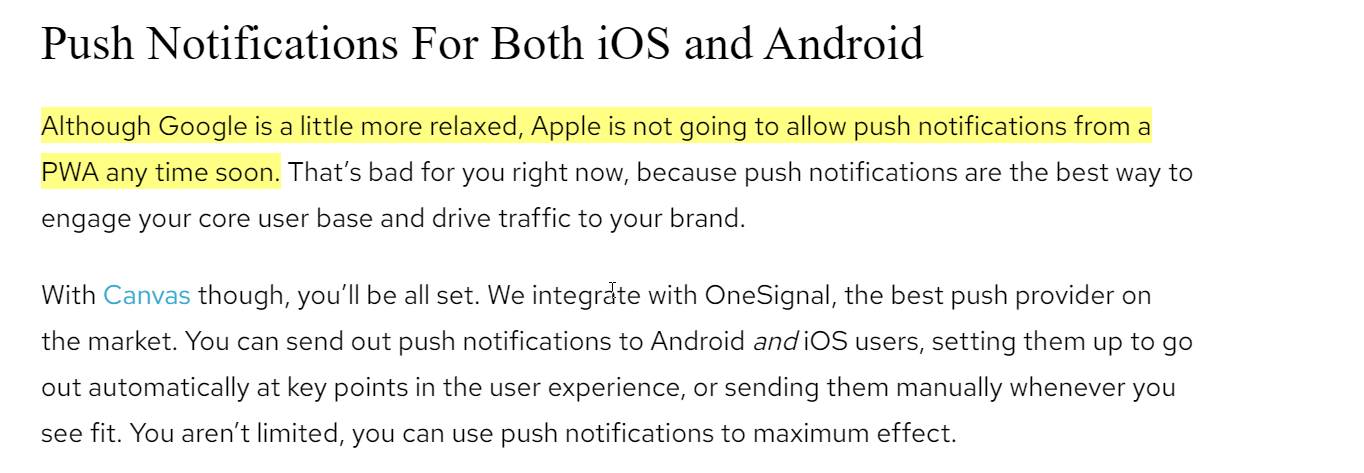 Push Notifications For Both iOS and Android
Although Google is a little more relaxed, Apple is not going to allow push notifications from a
PWA any time soon. That’s bad for you right now, because push notifications are the best way to
engage your core user base and drive traffic to your brand.
With Canvas though, you’ll be all set. We integrate with OneSignal, the best push provider on
the market. You can send out push notifications to Android and iOS users, setting them up to go
out automatically at key points in the user experience, or sending them manually whenever you
see fit. You aren’t limited, you can use push notifications to maximum effect.